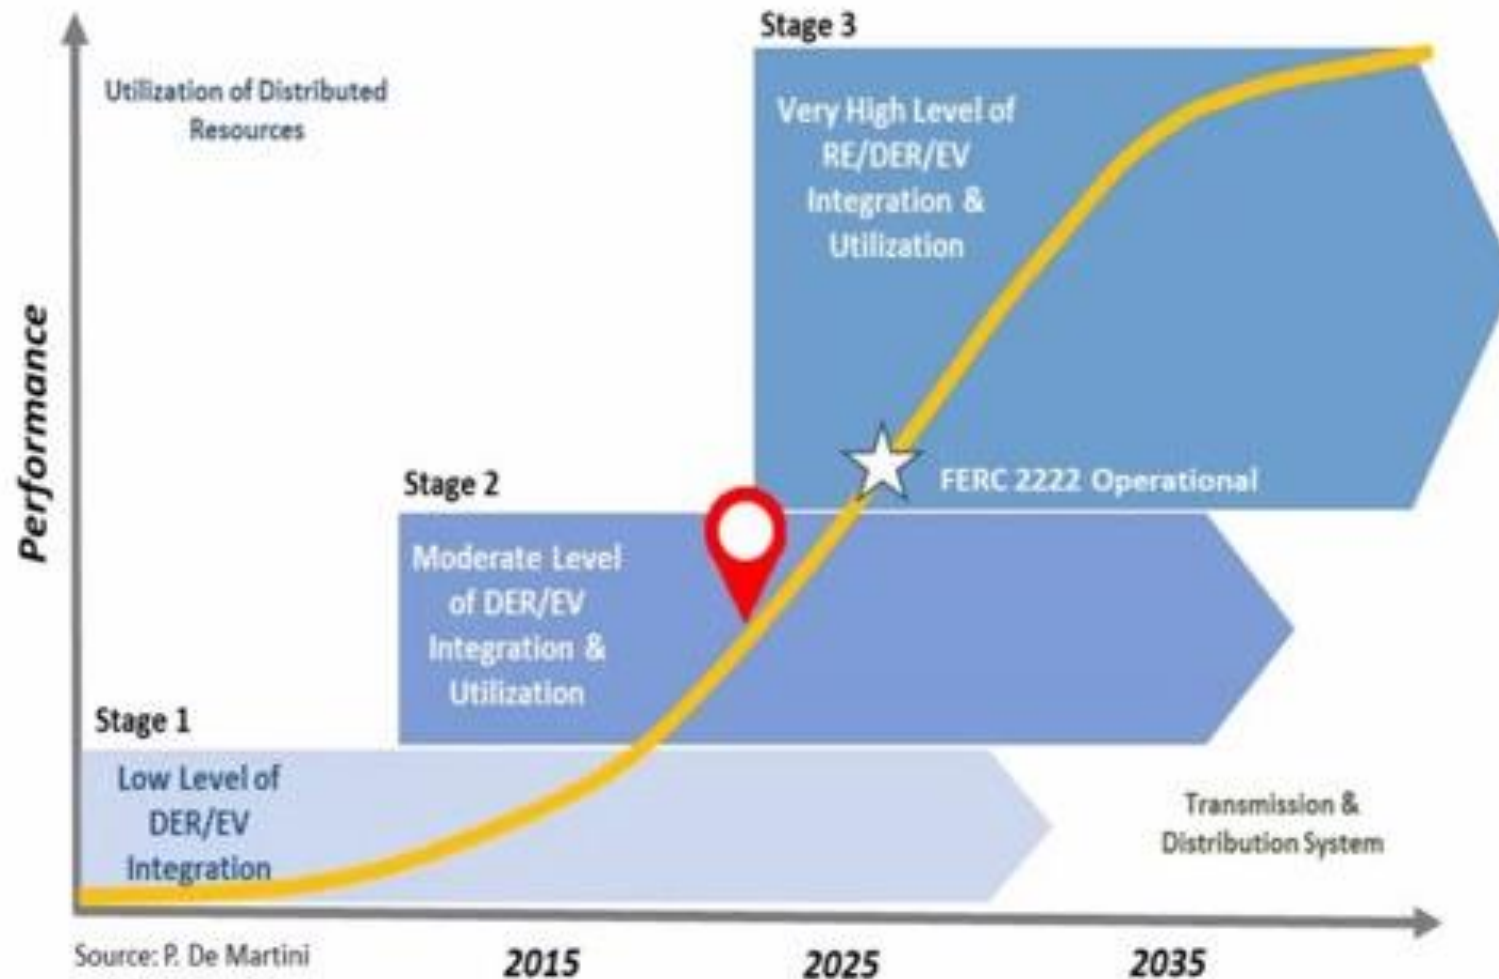 Stage 3
Utilization of Distributed
Resources
Very High Level of
RE/DER/EV
Integration &
Utilization
Performance
Stage 2
FERC 2222 Operational
Moderate Level
of DER/EV
Integration &
Utilization
Stage 1
Low Level of
DER/EV
Integration
Transmission &
Distribution System
Source: P. De Martini
2015
2025
2035